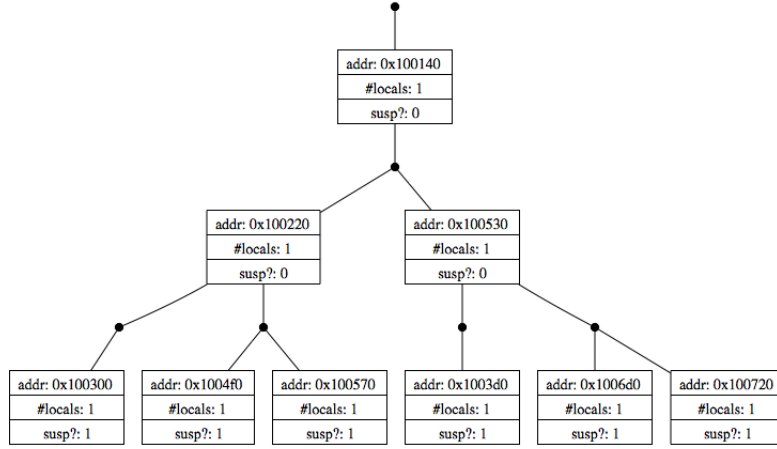 addr: 0x100140
#locals: 1
susp?: 0
addr: 0x100220
#locals: 1
susp?: 0
addr: 0x100530
#locals: 1
susp?: 0
addr: 0x100300
#locals: 1
susp?: 1
addr: 0x1004f0
#locals: 1
susp?: 1
addr: 0x100570
#locals: 1
susp?: 1
addr: 0x1003d0
#locals: 1
susp?: 1
addr: 0x1006d0
#locals: 1
susp?: 1
addr: 0x100720
#locals: 1
susp?: 1